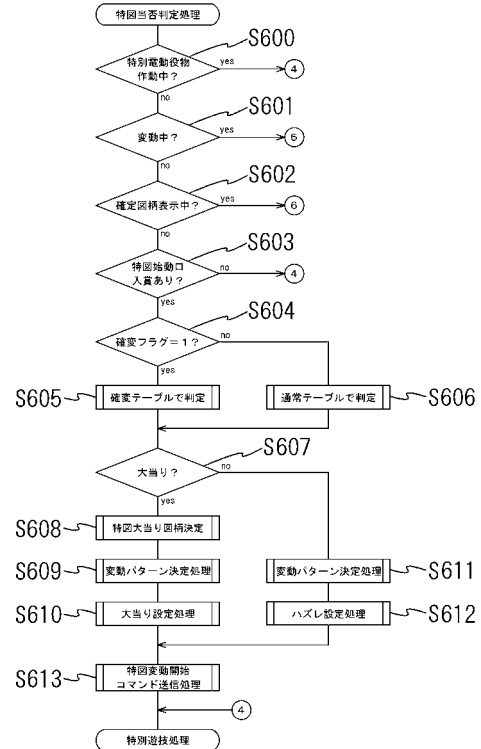 特図当否判定処理
S600
特別電動役物
作動中?
yes
④
no
S601
変動中?
yes
⑤
no
S602
確定図柄表示中?
yes
⑥
no
S603
特図始動口
入賞あり?
no
④
yes
S604
確変フラグ=1?
no
yes
S605
確変テーブルで判定
通常テーブルで判定
S606
S607
大当り?
no
yes
S608
特図大当り図柄決定
S609
変動パターン決定処理
変動パターン決定処理
S611
S610
大当り設定処理
ハズレ設定処理
S612
S613
特図変動開始
コマンド送信処理
④
特別遊技処理